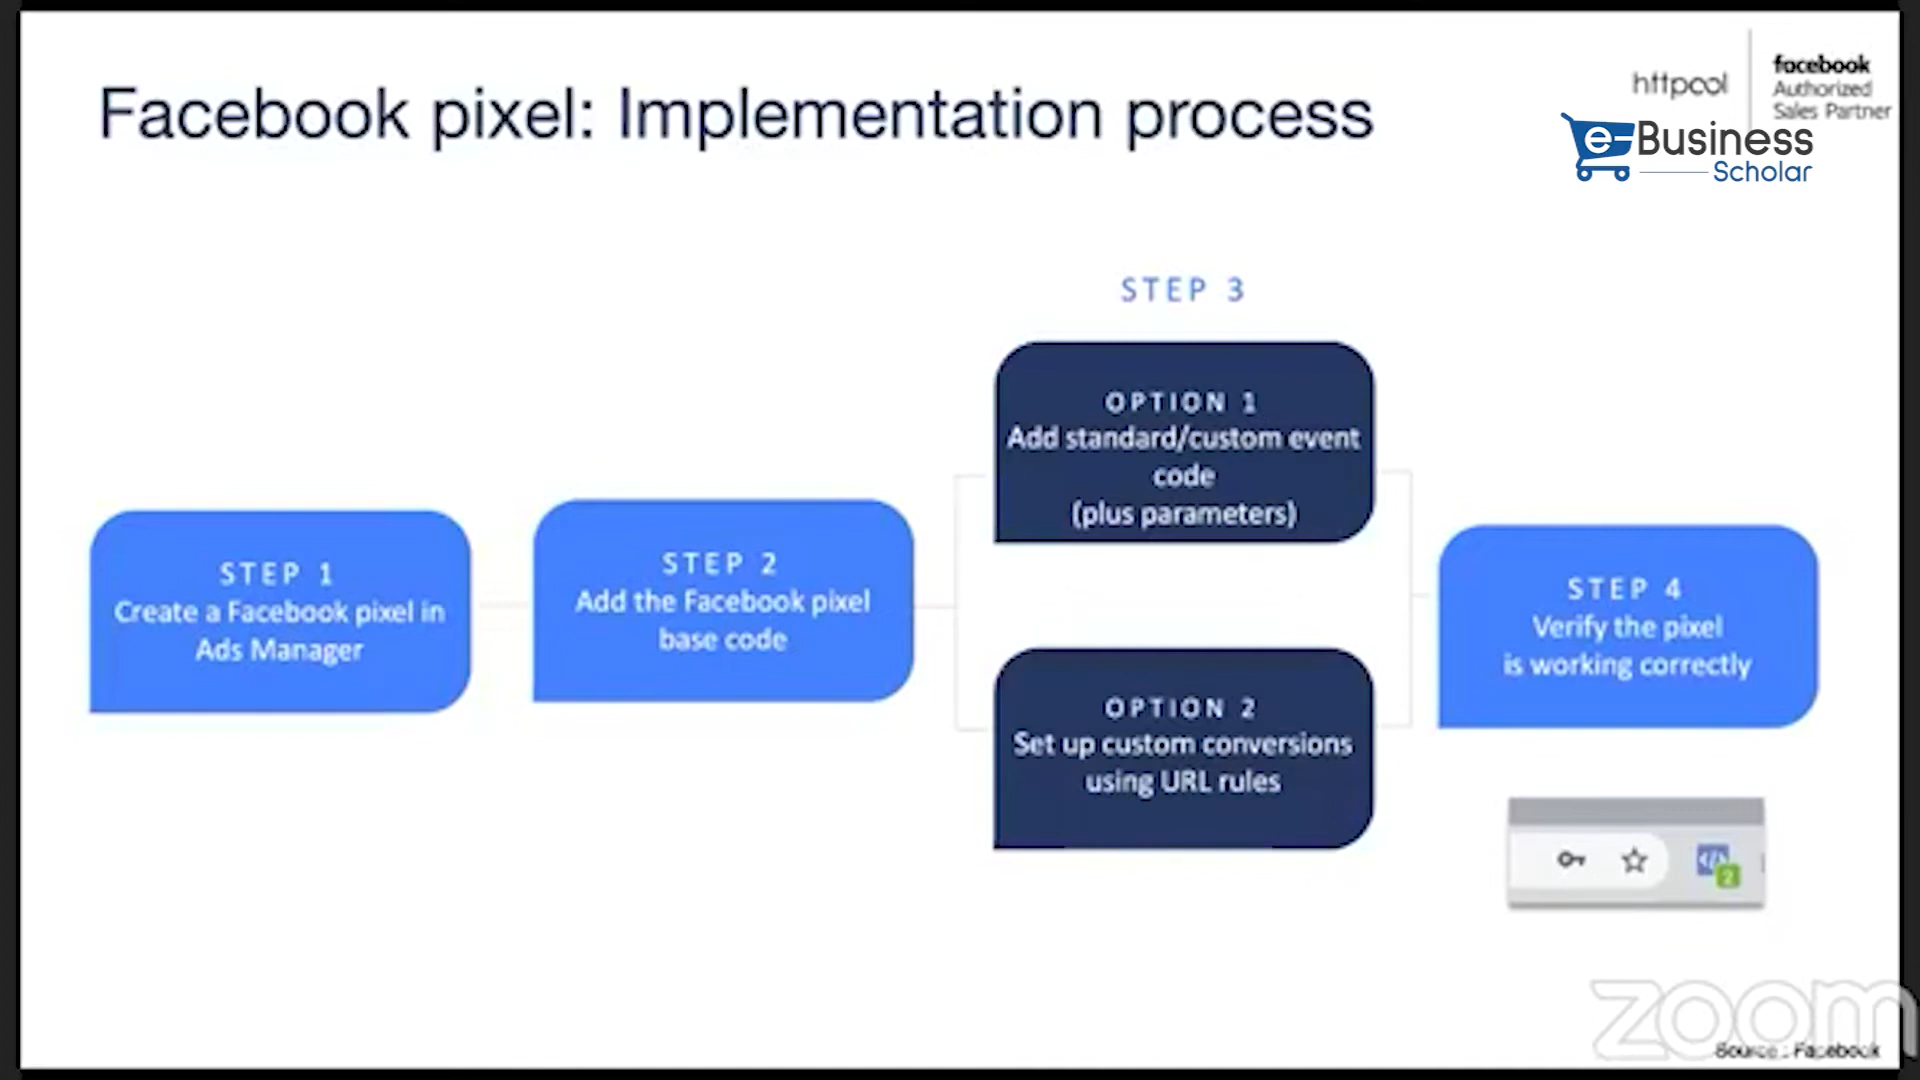 Facebook pixel: Implementation process
httpool
facebook
Authorized
Sales Partner
e-Business
Scholar
STEP 3
OPTION 1
Add standard/custom event
code
(plus parameters)
STEP 1
Create a Facebook pixel in
Ads Manager
STEP 2
Add the Facebook pixel
base code
OPTION 2
Set up custom conversions
using URL rules
STEP 4
Verify the pixel
is working correctly
</>
2
zoom
Source : Facebook